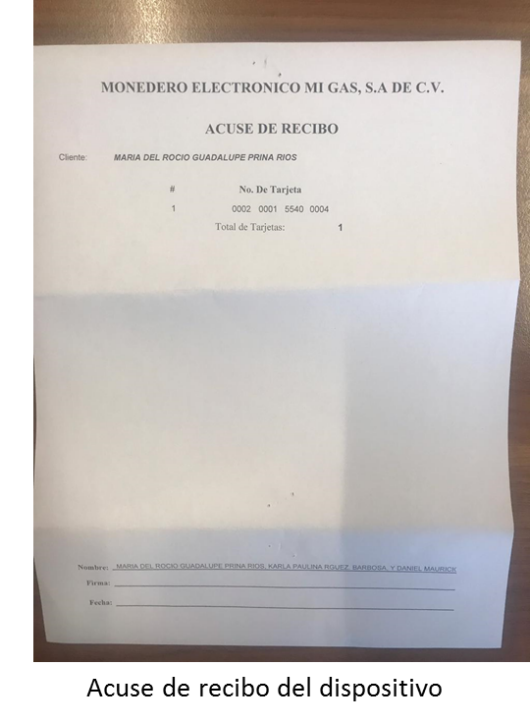 MONEDERO ELECTRONICO MI GAS, S.A DE C.V.
ACUSE DE RECIBO
Cliente: MARIA DEL ROCIO GUADALUPE PRINA RIOS
# No. De Tarjeta
1 0002 0001 5540 0004
Total de Tarjetas: 1
Nombre: MARIA DEL ROCIO GUADALUPE PRINA RIOS, KARLA PAULINA RGUEZ. BARBOSA, Y DANIEL MAURICK
Firma:
Fecha:
Acuse de recibo del dispositivo